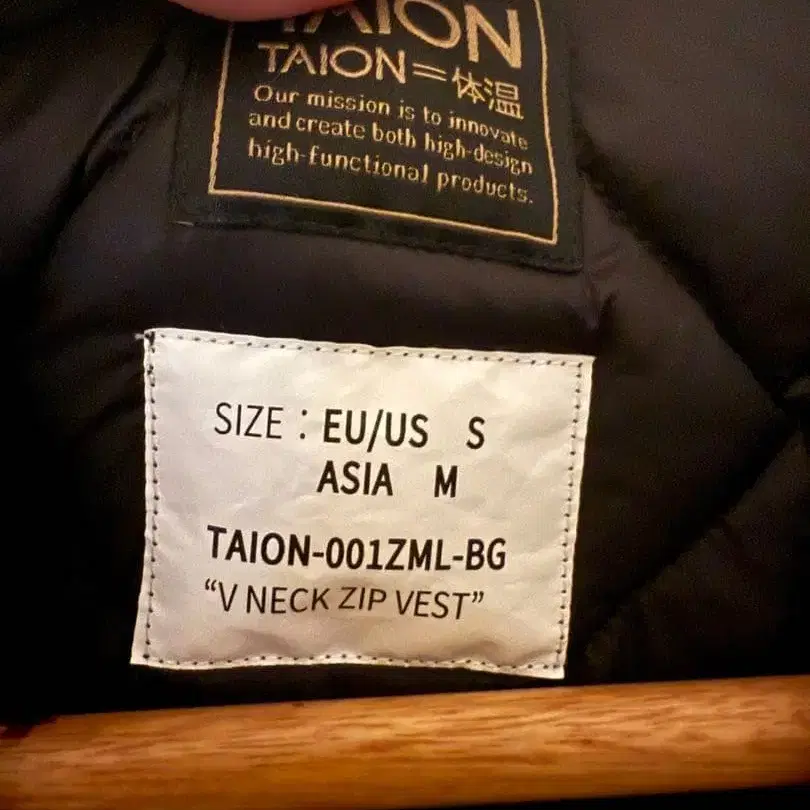 TAION
TAION=体温
Our mission is to innovate
and create both high-design
high-functional products.
SIZE : EU/US S
ASIA M
TAION-001ZML-BG
“V NECK ZIP VEST”